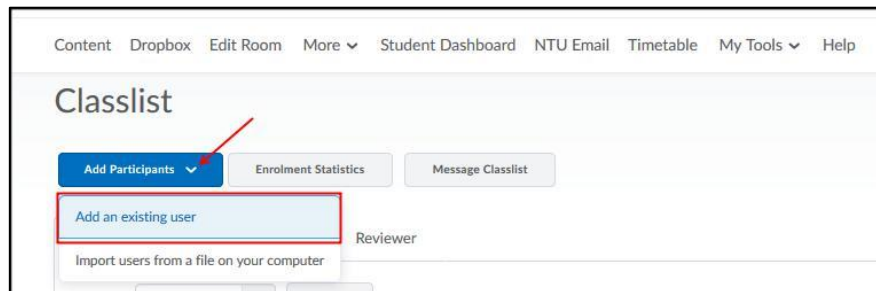 Content Dropbox Edit Room More Student Dashboard NTU Email Timetable My Tools Help
Classlist
Add Participants Enrolment Statistics Message Classlist
Add an existing user
Reviewer
Import users from a file on your computer